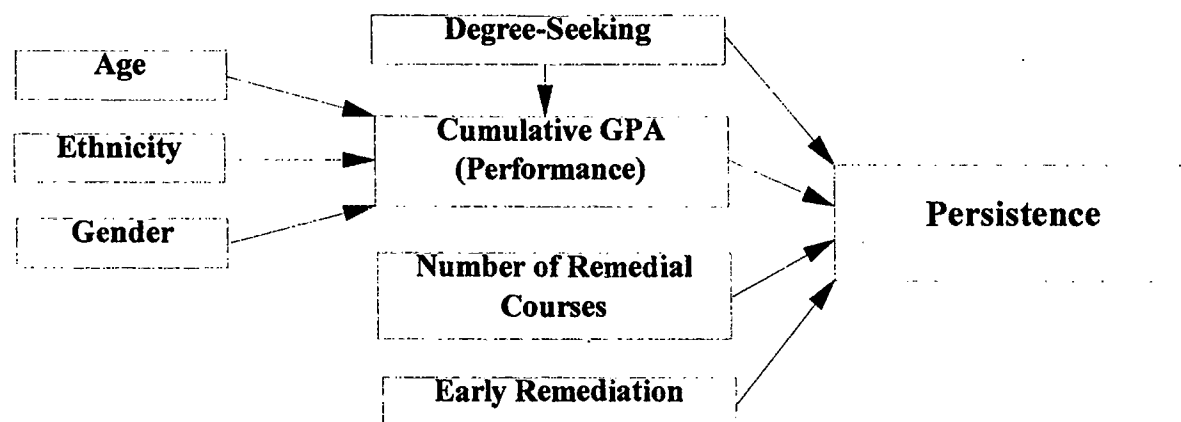 Degree-Seeking
Age
Cumulative GPA
(Performance)
Ethnicity
Persistence
Gender
Number of Remedial
Courses
Early Remediation